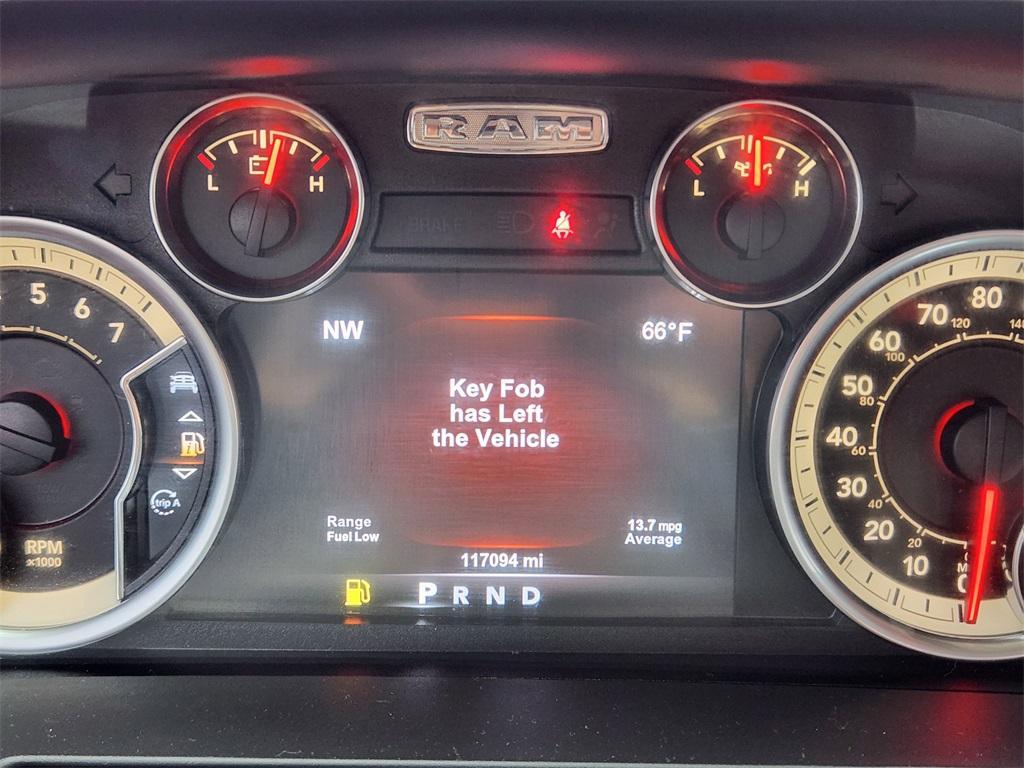 RAM
L H
L H
BRAKE
NW
66°F
Key Fob
has Left
the Vehicle
Range
Fuel Low
13.7 mpg
Average
117094 mi
P R N D
5 6 7
trip A
RPM
x1000
80
70
60
50
40
30
20
10
0
120
100
80
60
40
20